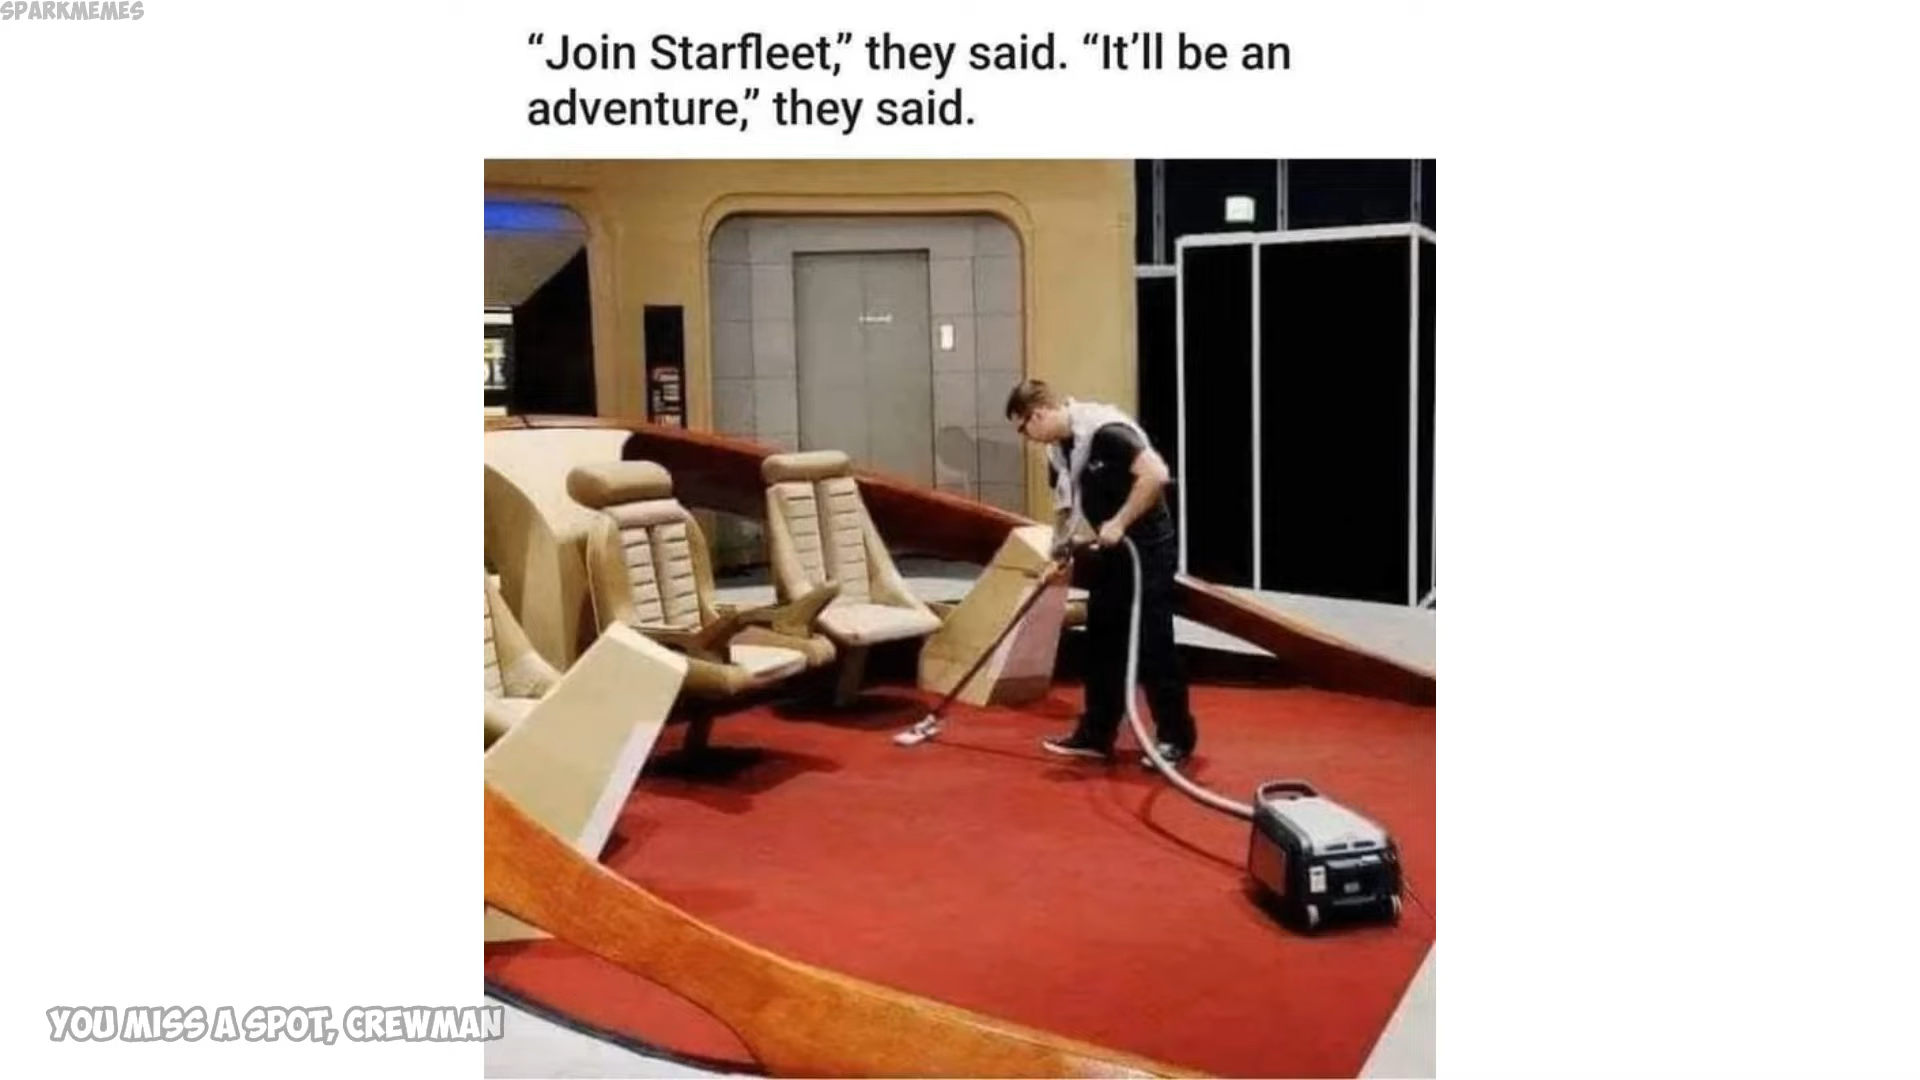 SPARKMEMES
“Join Starfleet,” they said. “It’ll be an
adventure,” they said.
YOU MISS A SPOT, CREWMAN